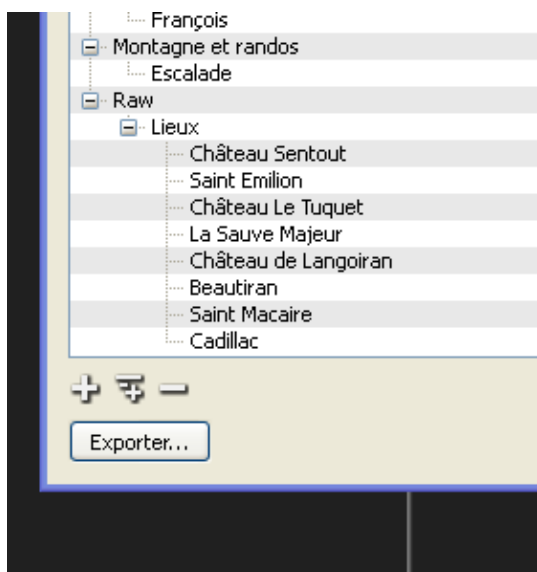 François
Montagne et randos
Escalade
Raw
Lieux
Château Sentout
Saint Emilion
Château Le Tuquet
La Sauve Majeur
Château de Langoiran
Beautiran
Saint Macaire
Cadillac
Exporter...